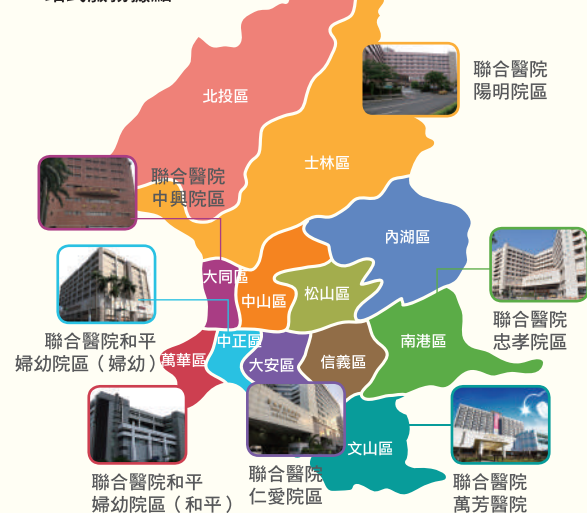 北投區
聯合醫院
陽明院區
士林區
聯合醫院
中興院區
內湖區
大同區
中山區
松山區
聯合醫院
忠孝院區
聯合醫院和平
婦幼院區（婦幼）
萬華區
中正區
大安區
信義區
南港區
聯合醫院和平
婦幼院區（和平）
聯合醫院
仁愛院區
文山區
聯合醫院
萬芳醫院